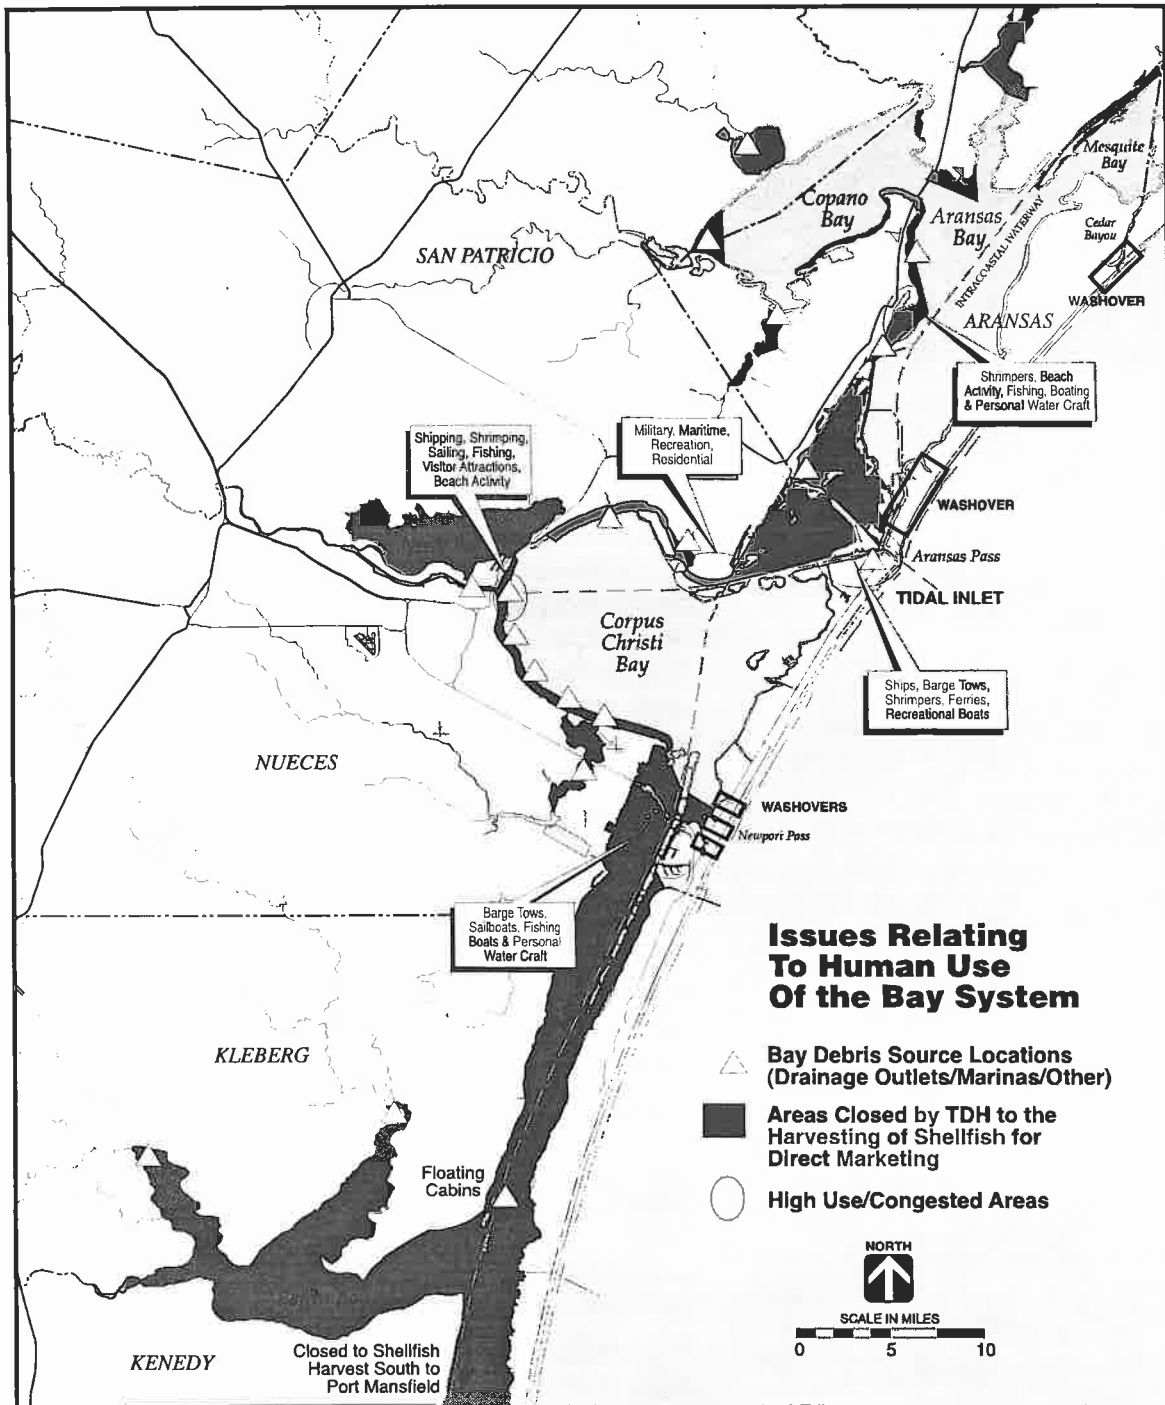 Mesquite
Bay
Copano
Bay
Aransas
Bay
Cedar
Bayou
SAN PATRICIO
INTRACOASTAL WATERWAY
WASHOVER
ARANSAS
Shrimpers, Beach
Activity, Fishing, Boating
& Personal Water Craft
Military, Maritime,
Recreation,
Residential
Shipping, Shrimping,
Sailing, Fishing,
Visitor Attractions,
Beach Activity
WASHOVER
Aransas Pass
TIDAL INLET
Corpus
Christi
Bay
Ships, Barge Tows,
Shrimpers, Ferries,
Recreational Boats
NUECES
WASHOVERS
Newport Pass
Barge Tows,
Sailboats, Fishing
Boats & Personal
Water Craft
Issues Relating
To Human Use
Of the Bay System
KLEBERG
Bay Debris Source Locations
(Drainage Outlets/Marinas/Other)
Areas Closed by TDH to the
Harvesting of Shellfish for
Direct Marketing
Floating
Cabins
High Use/Congested Areas
NORTH
SCALE IN MILES
0 5 10
KENEDY
Closed to Shellfish
Harvest South to
Port Mansfield